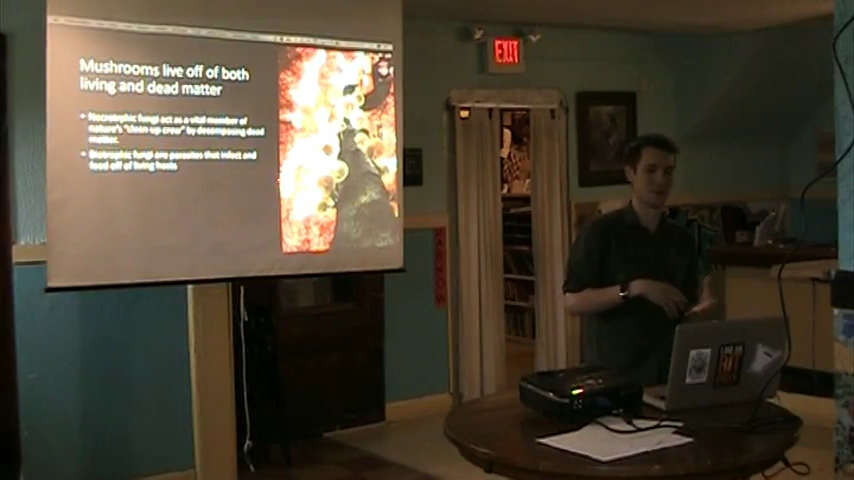 Mushrooms live off of both
living and dead matter
• Necrotrphic fungi act as a vital member of
nature's "clean up crew" by decomposing dead
matter.
• Biotrophic fungi are parasites that infect and
feed off of living hosts
EXIT